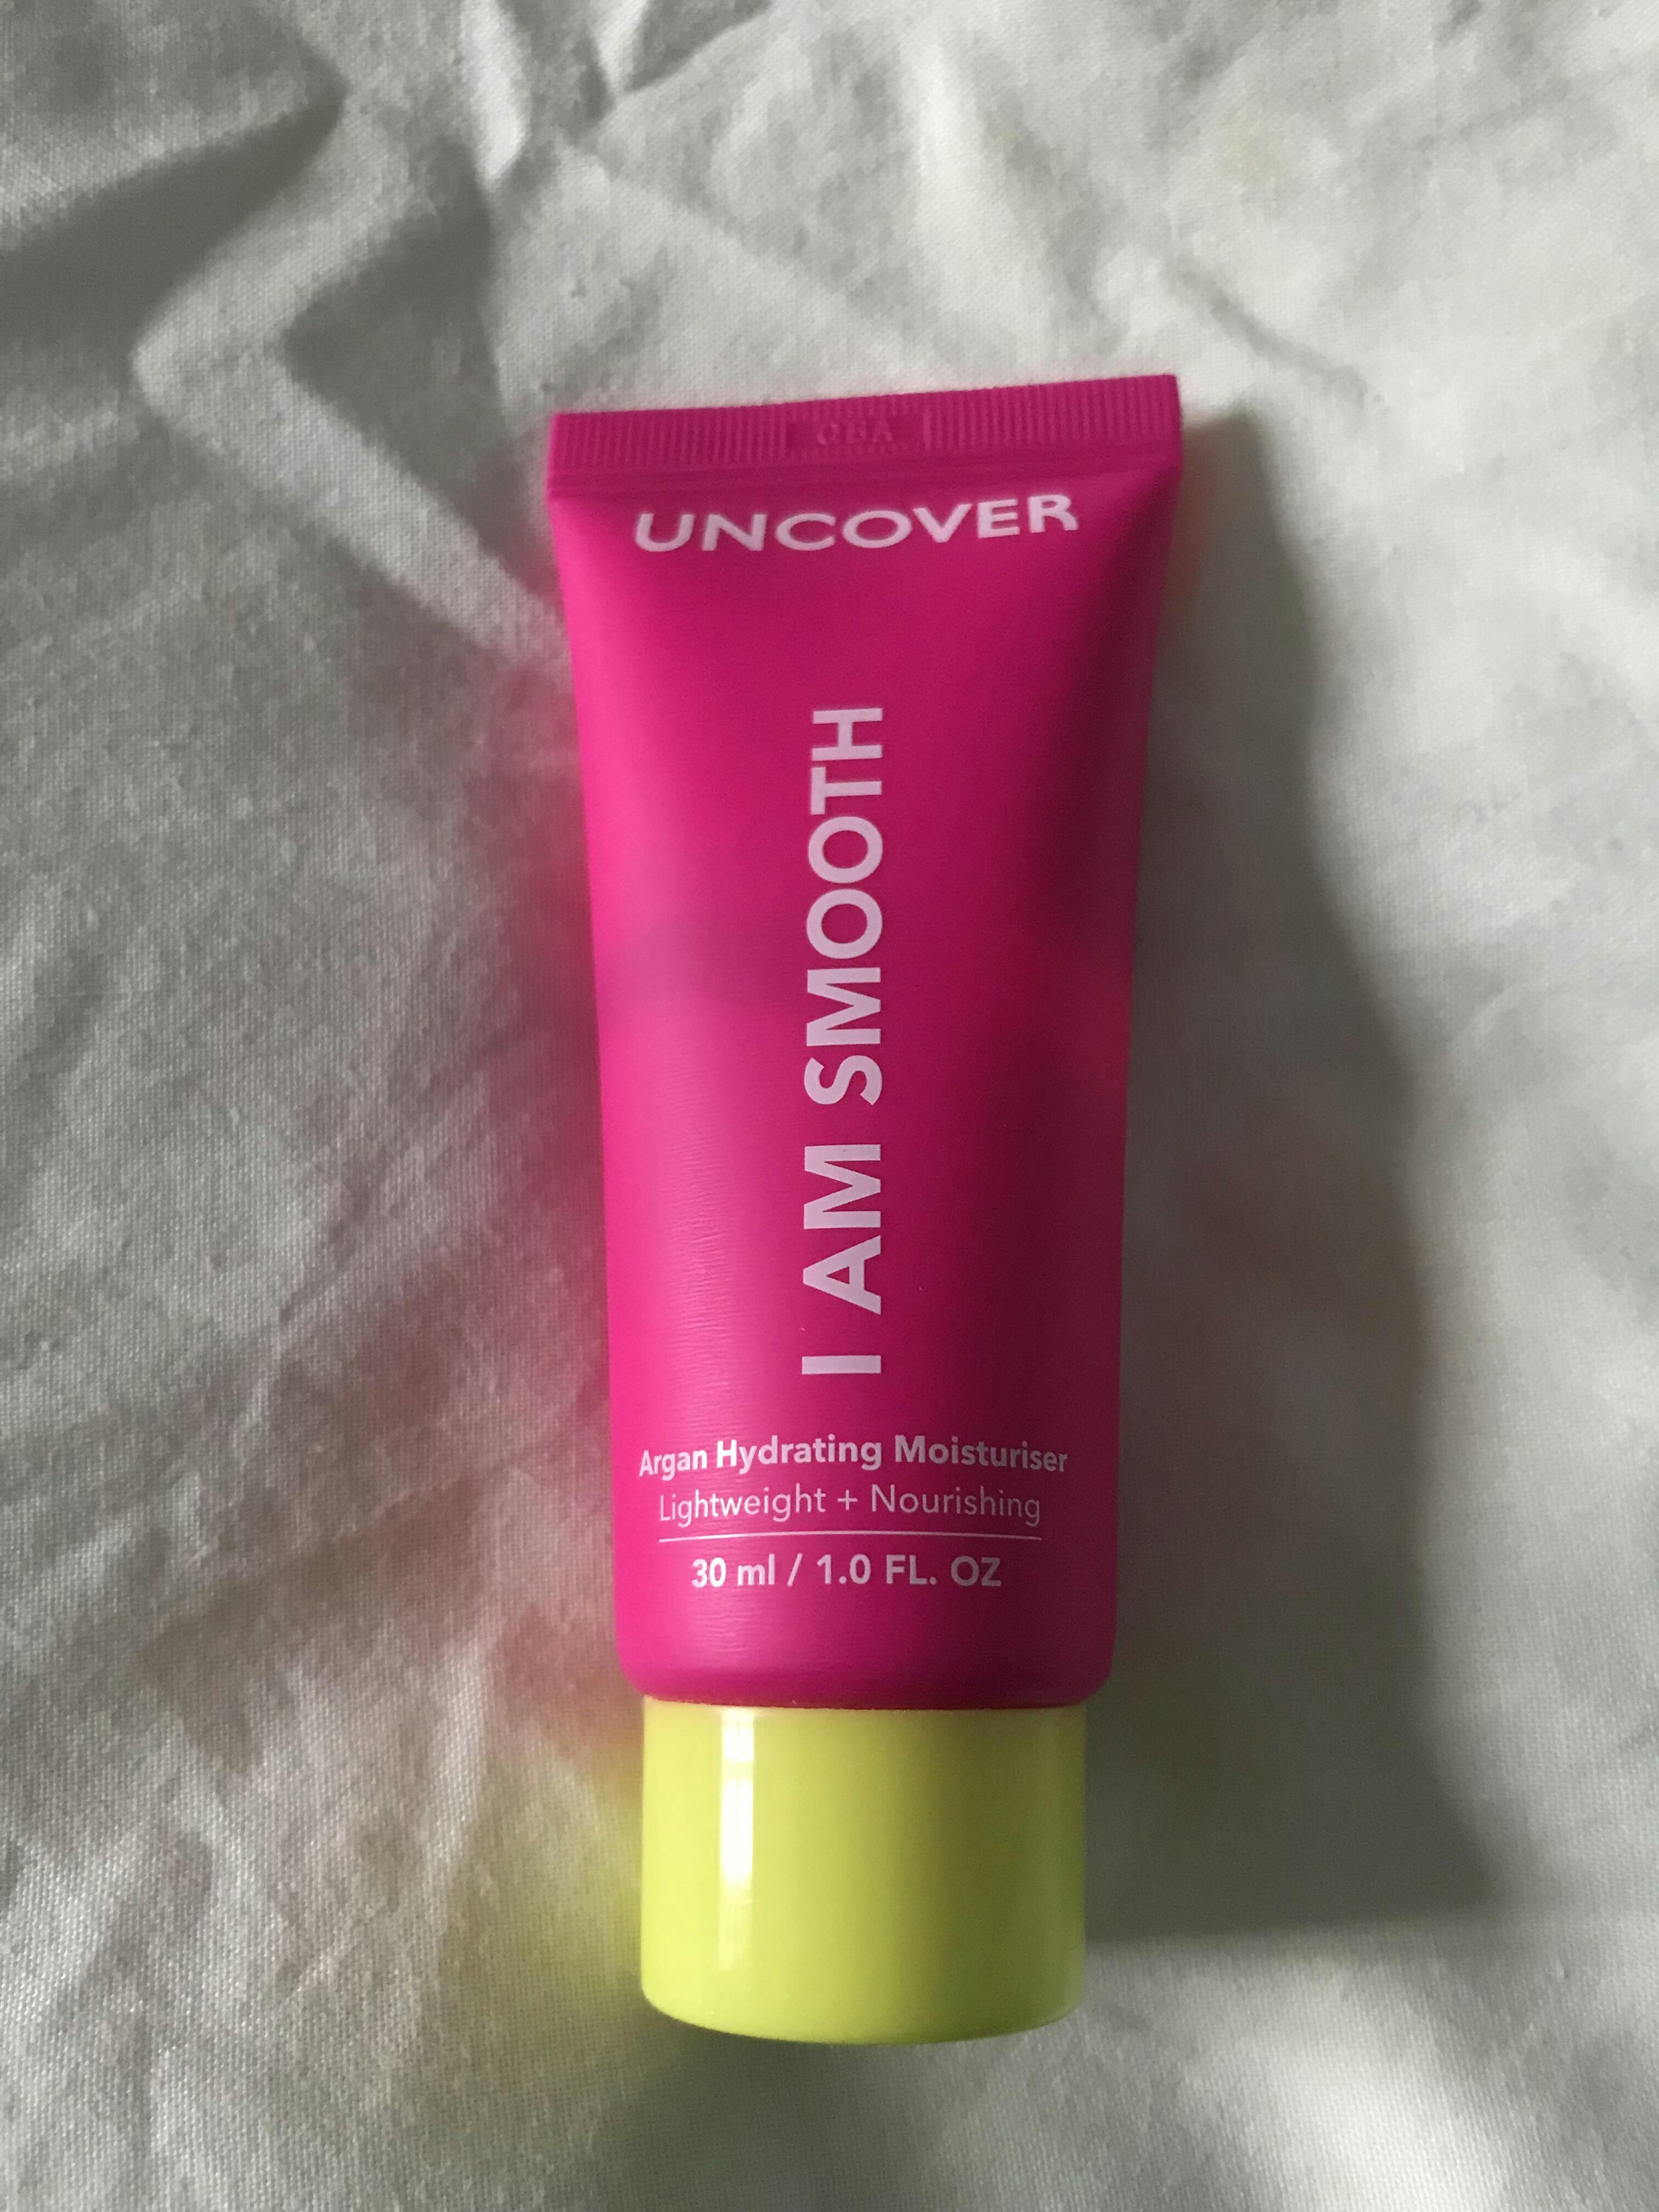 UNCOVER
I AM SMOOTH
Argan Hydrating Moisturiser
Lightweight + Nourishing
30 ml / 1.0 FL. OZ